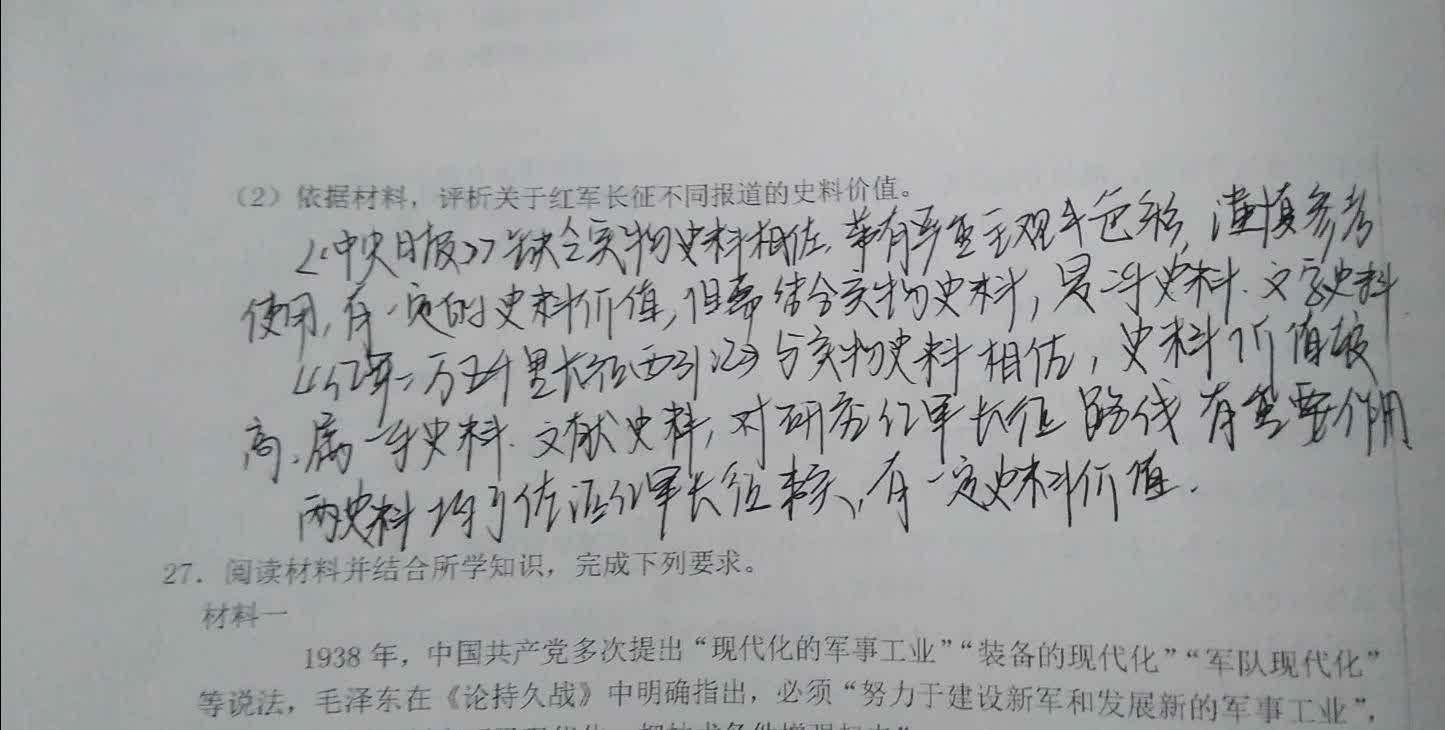 （2）依据材料，评析关于红军长征不同报道的史料价值。
《中央日报》缺乏实物史料相佐，带有严重主观色彩，谨慎参考
使用，有一定的史料价值，但需结合实物史料，是二手史料、文字史料
《红军二万五千里长征西引记》与实物史料相佐，史料价值较
高，属一手史料、文献史料，对研究红军长征路线有重要作用
两史料均可佐证红军长征，有一定史料价值.
27．阅读材料并结合所学知识，完成下列要求。
材料一
1938年，中国共产党多次提出“现代化的军事工业”“装备的现代化”“军队现代化”
等说法，毛泽东在《论持久战》中明确指出，必须“努力于建设新军和发展新的军事工业”，